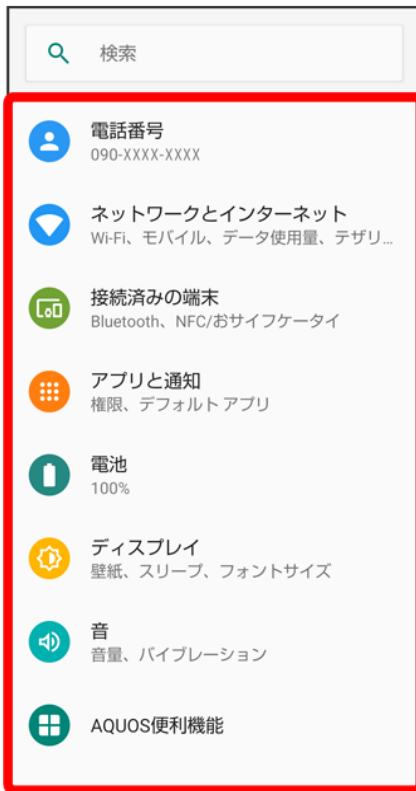 検索
電話番号
090-XXXX-XXXX
ネットワークとインターネット
Wi-Fi、モバイル、データ使用量、テザリ...
接続済みの端末
Bluetooth、NFC/おサイフケータイ
アプリと通知
権限、デフォルト アプリ
電池
100%
ディスプレイ
壁紙、スリープ、フォントサイズ
音
音量、バイブレーション
AQUOS便利機能